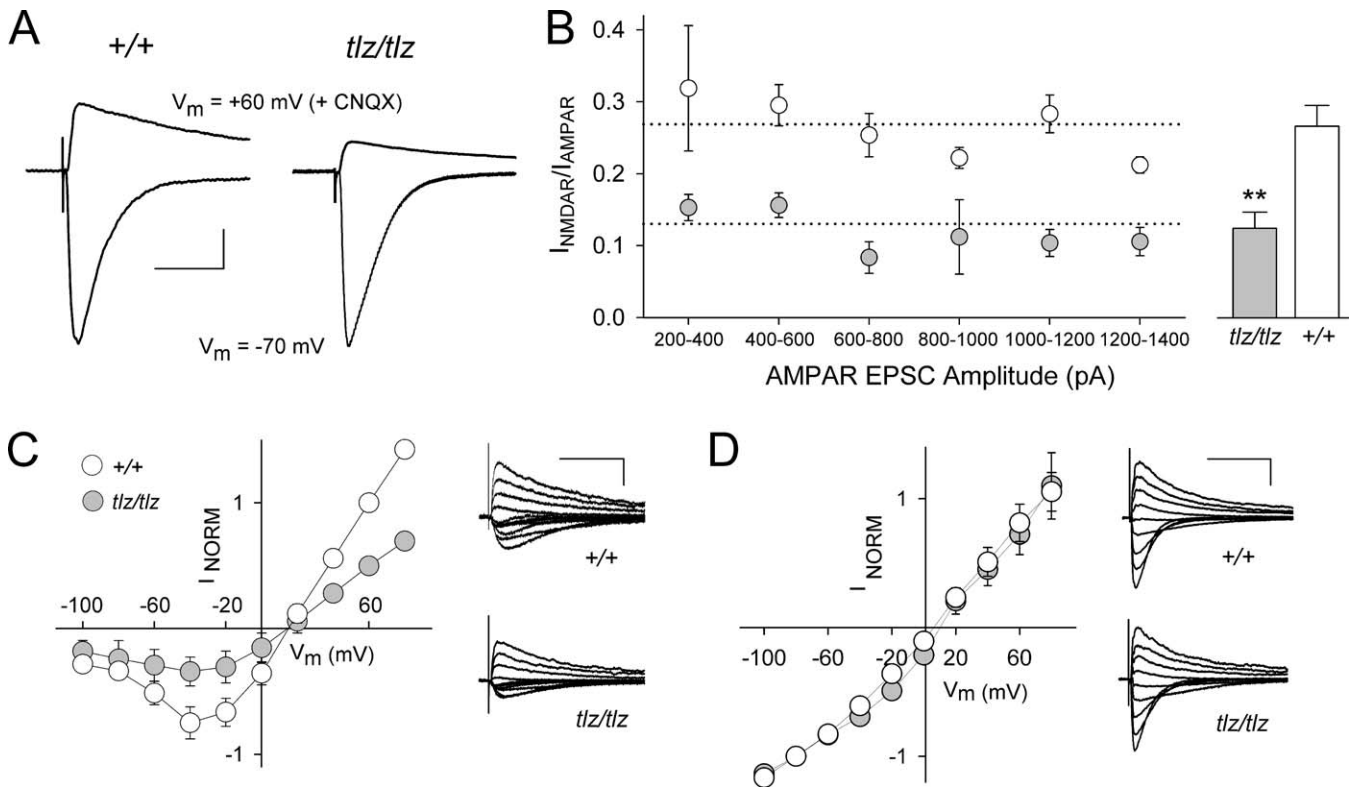 A
+/+
tlz/tlz
Vm = +60 mV (+ CNQX)
Vm = -70 mV
B
INMDAR/IAMPAR
0.4
0.3
0.2
0.1
0.0
200-400 400-600 600-800 800-1000 1000-1200 1200-1400
AMPAR EPSC Amplitude (pA)
**
tlz/tlz +/+
C
+/+
tlz/tlz
I NORM
1
-100 -60 -20 60
Vm (mV)
-1
+/+
tlz/tlz
D
I NORM
1
-100 -60 -20 20 60
Vm (mV)
-1
+/+
tlz/tlz